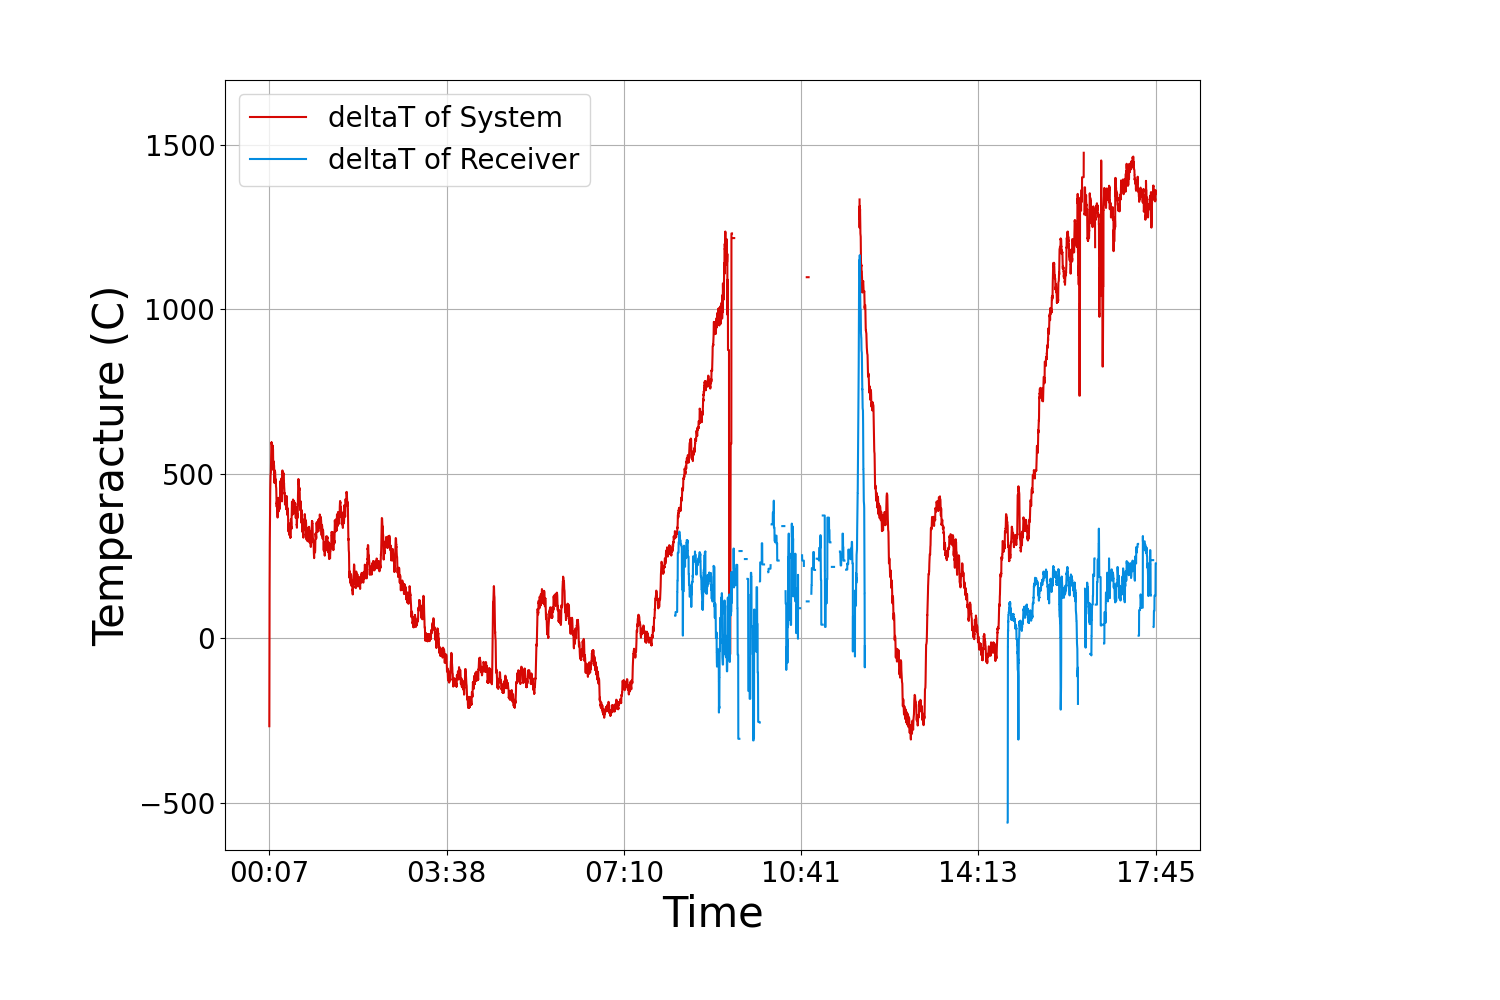 deltaT of System
deltaT of Receiver
Temperacture (C)
1500
1000
500
0
−500
00:07 03:38 07:10 10:41 14:13 17:45
Time